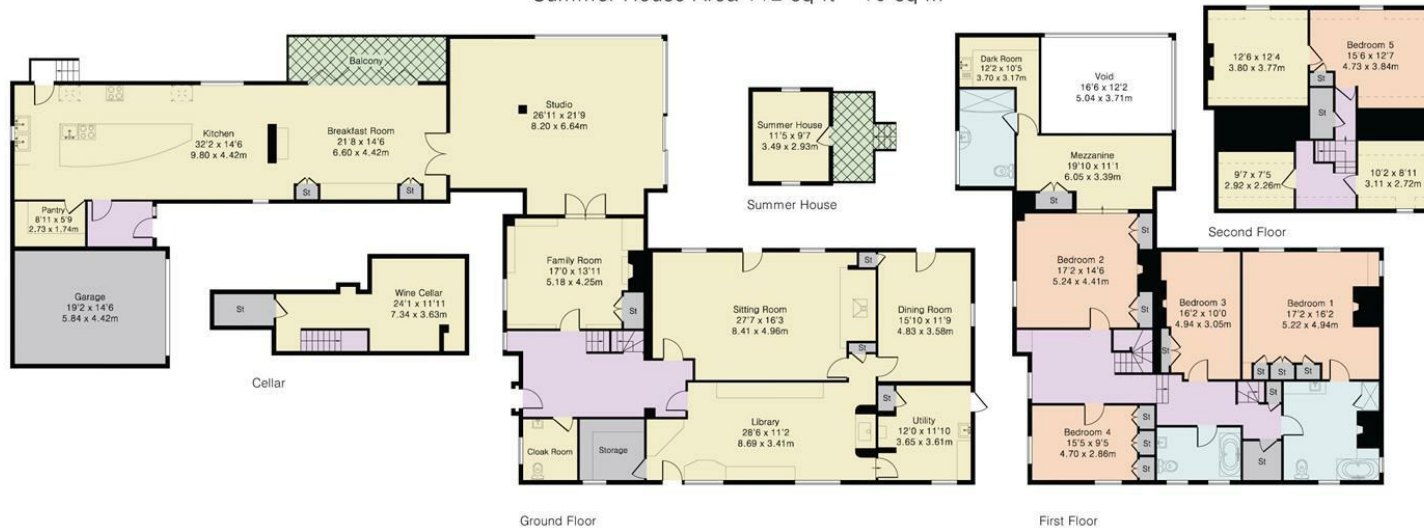 Balcony
Kitchen
32'2 x 14'6
9.80 x 4.42m
Breakfast Room
21'8 x 14'6
6.60 x 4.42m
St
St
Pantry
8'11 x 5'9
2.73 x 1.74m
Garage
19'2 x 14'6
5.84 x 4.42m
Studio
26'11 x 21'9
8.20 x 6.64m
St
Wine Cellar
24'1 x 11'11
7.34 x 3.63m
Cellar
Family Room
17'0 x 13'11
5.18 x 4.25m
St
Sitting Room
27'7 x 16'3
8.41 x 4.96m
St
St
Dining Room
15'10 x 11'9
4.83 x 3.58m
Library
28'6 x 11'2
8.69 x 3.41m
St
Utility
12'0 x 11'10
3.65 x 3.61m
Cloak Room
Storage
Ground Floor
Summer House
11'5 x 9'7
3.49 x 2.93m
Summer House
Dark Room
12'2 x 10'5
3.70 x 3.17m
Void
16'6 x 12'2
5.04 x 3.71m
Mezzanine
19'10 x 11'1
6.05 x 3.39m
St
Bedroom 2
17'2 x 14'6
5.24 x 4.41m
St
St
Bedroom 3
16'2 x 10'0
4.94 x 3.05m
St
Bedroom 1
17'2 x 16'2
5.22 x 4.94m
St
St
St
St
Bedroom 4
15'5 x 9'5
4.70 x 2.86m
St
St
St
St
First Floor
12'6 x 12'4
3.80 x 3.77m
Bedroom 5
15'6 x 12'7
4.73 x 3.84m
St
St
9'7 x 7'5
2.92 x 2.26m
10'2 x 8'11
3.11 x 2.72m
Second Floor